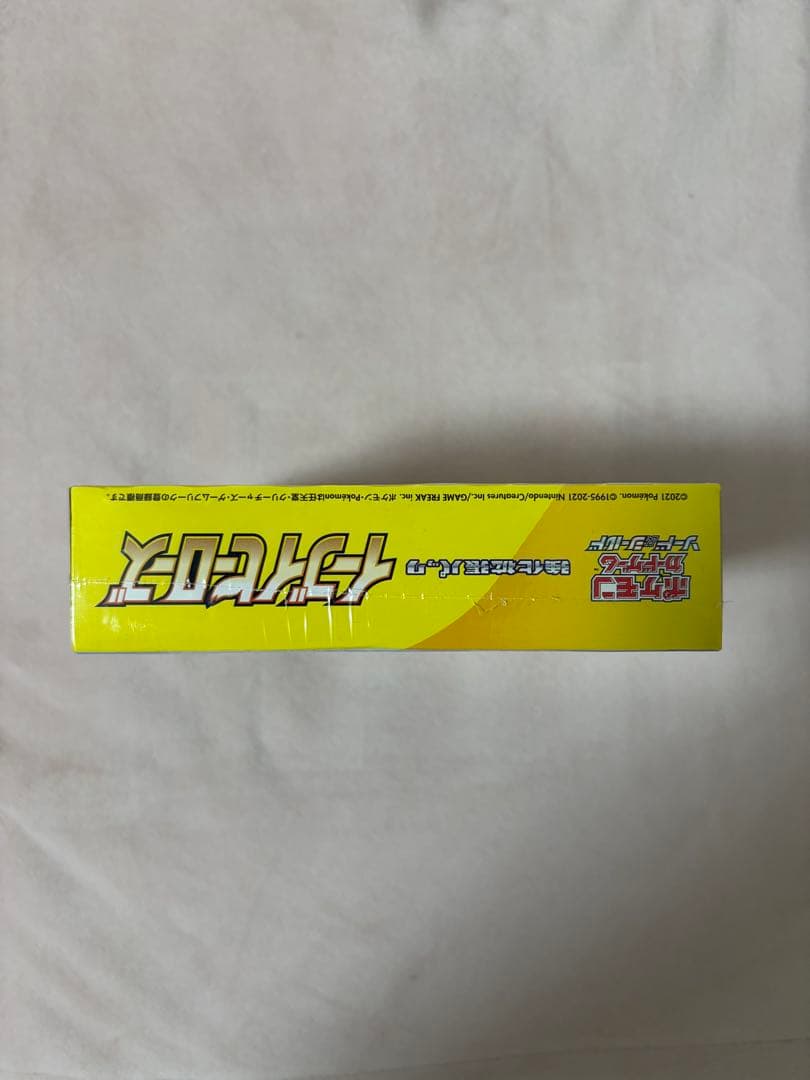 ポケモン
カードゲーム
ソード&シールド
強化拡張パック
イーブイヒーローズ
©2021 Pokémon. ©1995-2021 Nintendo/Creatures Inc./GAME FREAK inc. ポケモン・Pokémonは任天堂・クリーチャーズ・ゲームフリークの登録商標です。